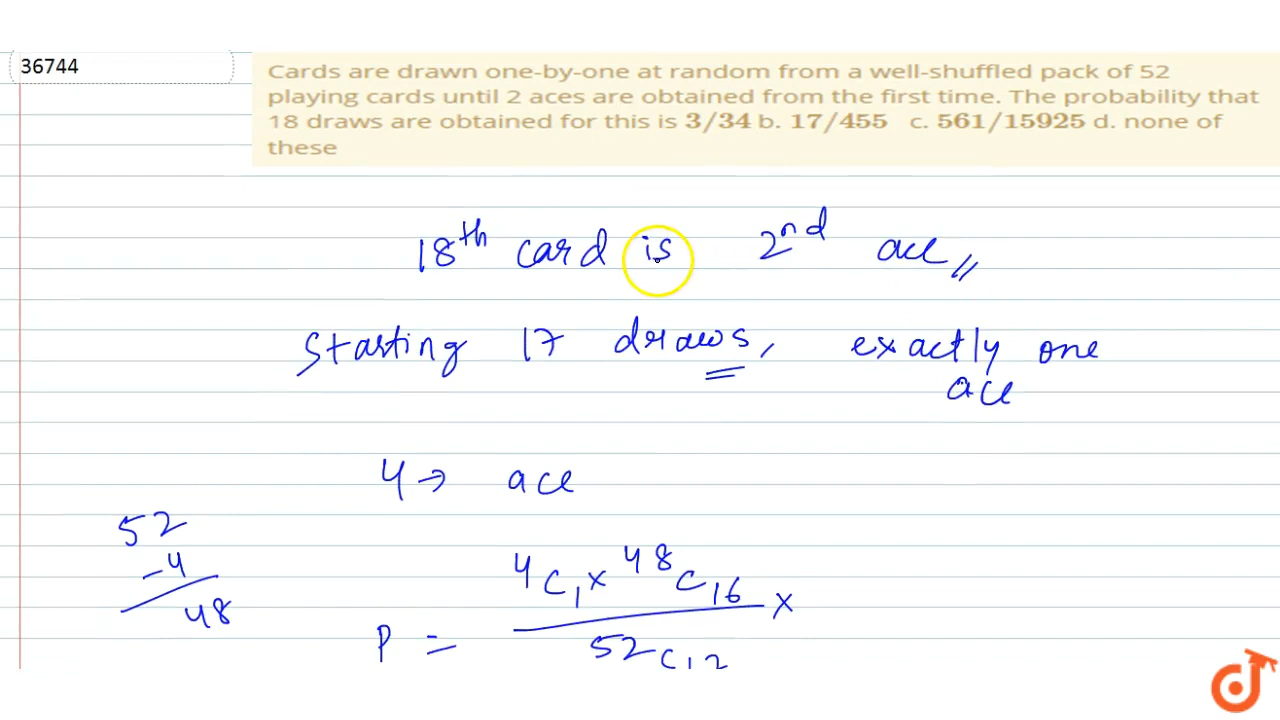 36744
Cards are drawn one-by-one at random from a well-shuffled pack of 52
playing cards until 2 aces are obtained from the first time. The probability that
18 draws are obtained for this is 3/34 b. 17/455 c. 561/15925 d. none of
these
18th card is 2nd ace,,
Starting 17 draws, exactly one
ace
4 → ace
52
-4
48
P = 4C1 × 48C16 ×
52C17